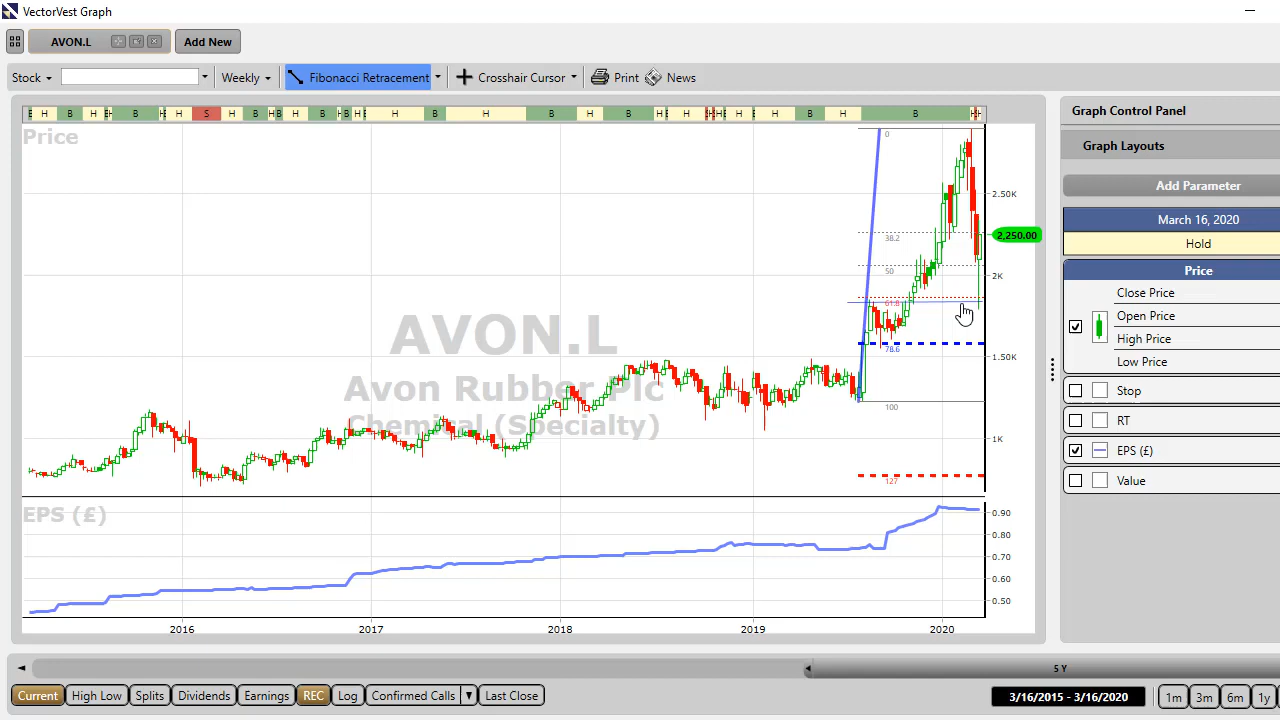 VectorVest Graph
AVON.L
Add New
Stock
Weekly
Fibonacci Retracement
Crosshair Cursor
Print
News
H B H H B H S H B H B H B H H B H B H B H B H H H H B H B H
Price
AVON.L
Avon Rubber Plc
Chemical (Specialty)
0
38.2
50
61.8
78.6
100
127
2.50K
2,250.00
2K
1.50K
1K
EPS (£)
0.90
0.80
0.70
0.60
0.50
2016 2017 2018 2019 2020
Graph Control Panel
Graph Layouts
Add Parameter
March 16, 2020
Hold
Price
Close Price
Open Price
High Price
Low Price
Stop
RT
EPS (£)
Value
5 Y
Current
High Low
Splits
Dividends
Earnings
REC
Log
Confirmed Calls
Last Close
3/16/2015 - 3/16/2020
1m
3m
6m
1y